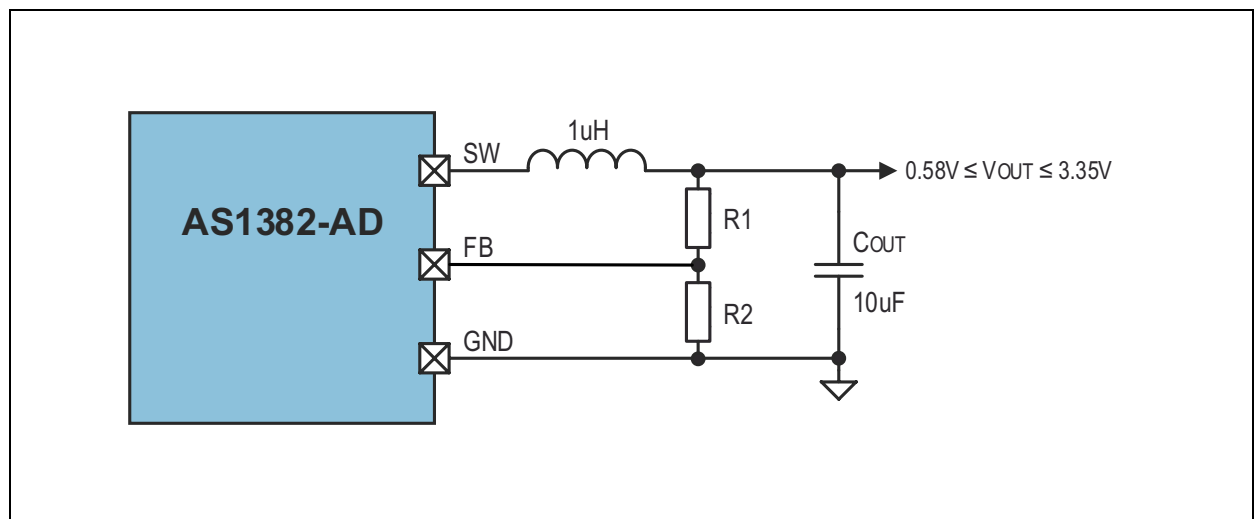 1uH
SW
0.58V ≤ VOUT ≤ 3.35V
AS1382-AD
R1
FB
COUT
10uF
R2
GND